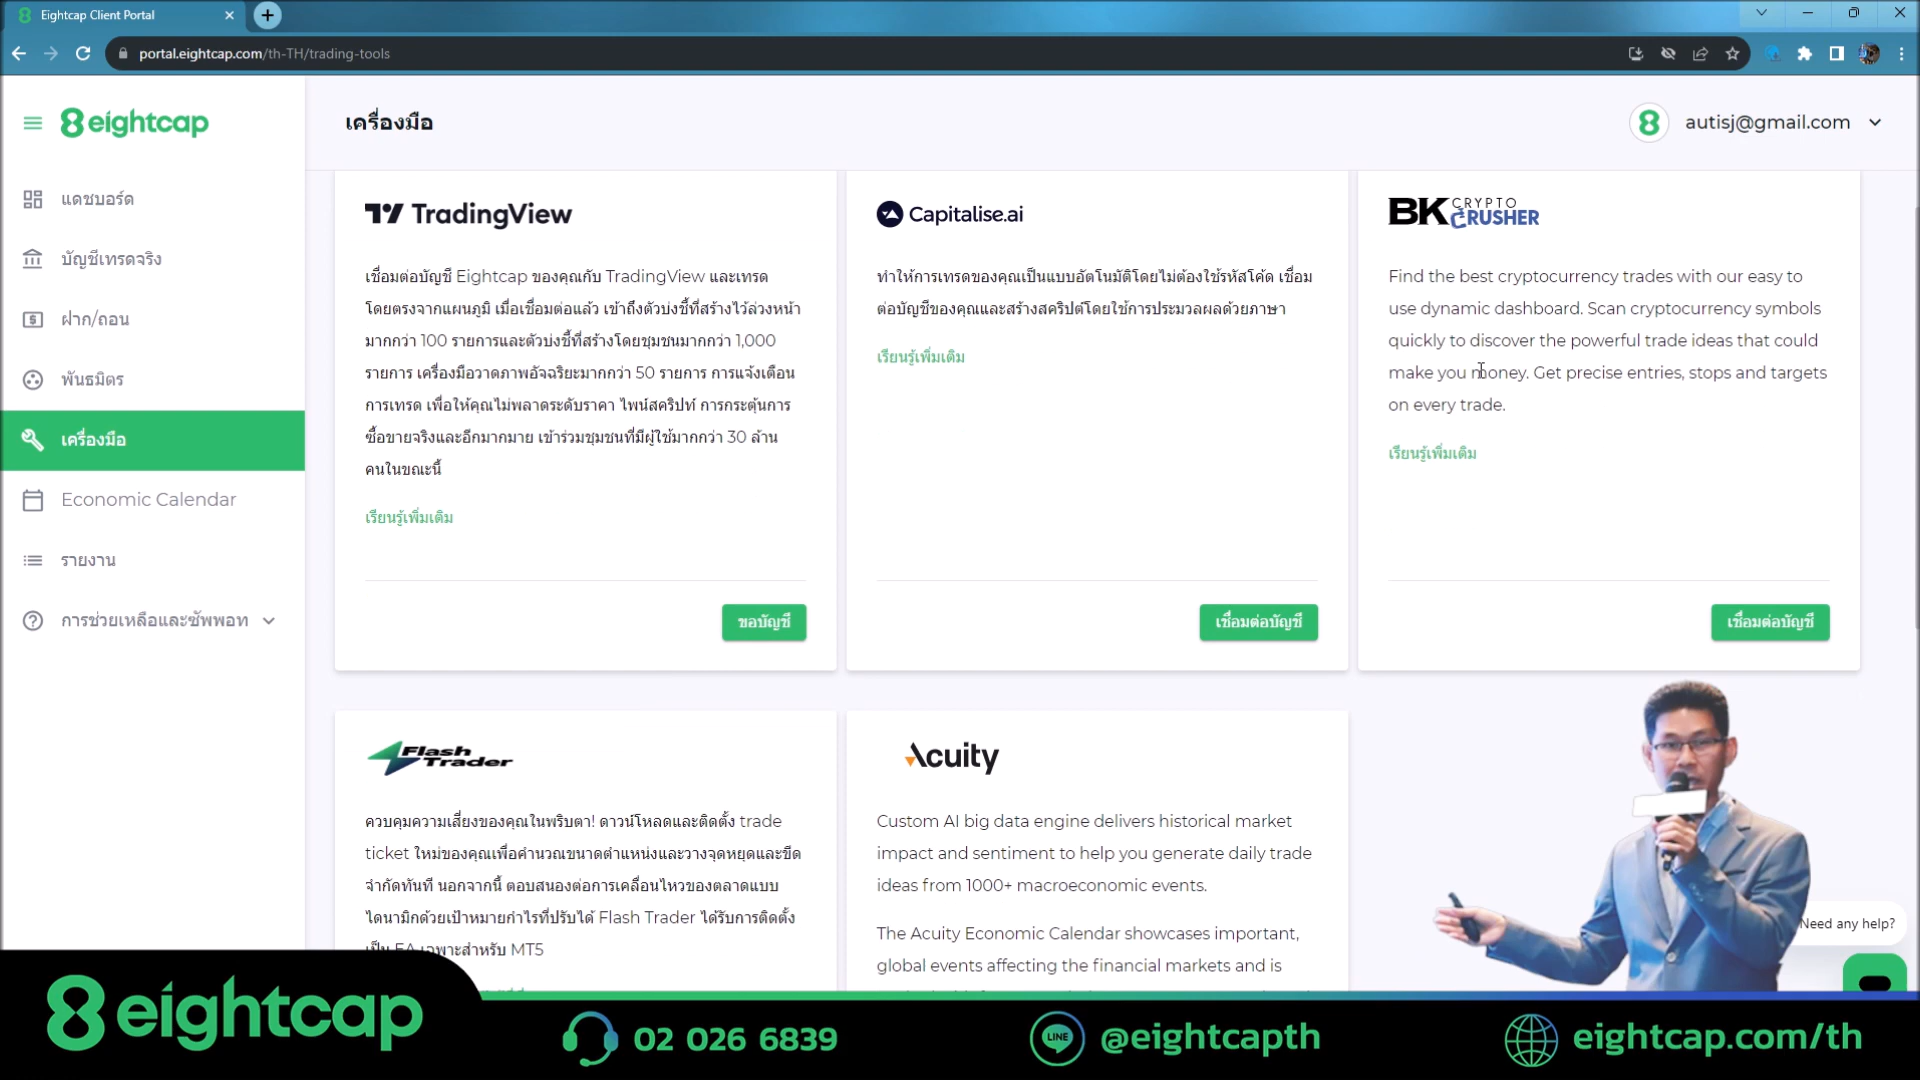 Eightcap Client Portal
portal.eightcap.com/th-TH/trading-tools
eightcap
เครื่องมือ
autisj@gmail.com
แดชบอร์ด
บัญชีเทรดจริง
ฝาก/ถอน
พันธมิตร
เครื่องมือ
Economic Calendar
รายงาน
การช่วยเหลือและซัพพอท
TradingView
เชื่อมต่อบัญชี Eightcap ของคุณกับ TradingView และเทรด
โดยตรงจากแผนภูมิ เมื่อเชื่อมต่อแล้ว เข้าถึงตัวบ่งชี้ที่สร้างไว้ล่วงหน้า
มากกว่า 100 รายการและตัวบ่งชี้ที่สร้างโดยชุมชนมากกว่า 1,000
รายการ เครื่องมือวาดภาพอัจฉริยะมากกว่า 50 รายการ การแจ้งเตือน
การเทรด เพื่อให้คุณไม่พลาดระดับราคา ไพน์สคริปท์ การกระตุ้นการ
ซื้อขายจริงและอีกมากมาย เข้าร่วมชุมชนที่มีผู้ใช้มากกว่า 30 ล้าน
คนในขณะนี้
เรียนรู้เพิ่มเติม
ขอบัญชี
Capitalise.ai
ทำให้การเทรดของคุณเป็นแบบอัตโนมัติโดยไม่ต้องใช้รหัสโค้ด เชื่อม
ต่อบัญชีของคุณและสร้างสคริปต์โดยใช้การประมวลผลด้วยภาษา
เรียนรู้เพิ่มเติม
เชื่อมต่อบัญชี
BK CRYPTO CRUSHER
Find the best cryptocurrency trades with our easy to
use dynamic dashboard. Scan cryptocurrency symbols
quickly to discover the powerful trade ideas that could
make you money. Get precise entries, stops and targets
on every trade.
เรียนรู้เพิ่มเติม
เชื่อมต่อบัญชี
Flash Trader
ควบคุมความเสี่ยงของคุณในพริบตา! ดาวน์โหลดและติดตั้ง trade
ticket ใหม่ของคุณเพื่อคำนวณขนาดตำแหน่งและวางจุดหยุดและขีด
จำกัดทันที นอกจากนี้ ตอบสนองต่อการเคลื่อนไหวของตลาดแบบ
ไดนามิกด้วยเป้าหมายกำไรที่ปรับได้ Flash Trader ได้รับการติดตั้ง
เป็น EA เฉพาะสำหรับ MT5
Acuity
Custom AI big data engine delivers historical market
impact and sentiment to help you generate daily trade
ideas from 1000+ macroeconomic events.
The Acuity Economic Calendar showcases important,
global events affecting the financial markets and is
Need any help?
eightcap
02 026 6839
LINE
@eightcapth
eightcap.com/th